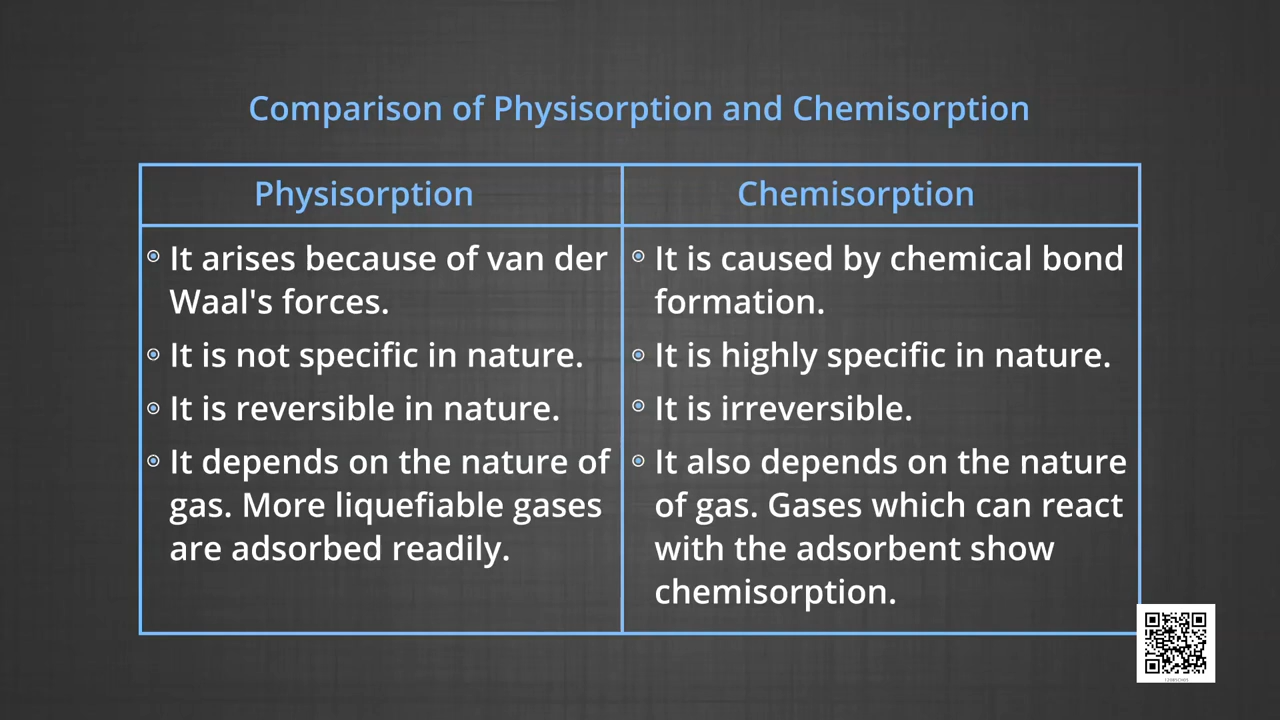 Comparison of Physisorption and Chemisorption
Physisorption
Chemisorption
It arises because of van der
Waal's forces.
It is not specific in nature.
It is reversible in nature.
It depends on the nature of
gas. More liquefiable gases
are adsorbed readily.
It is caused by chemical bond
formation.
It is highly specific in nature.
It is irreversible.
It also depends on the nature
of gas. Gases which can react
with the adsorbent show
chemisorption.